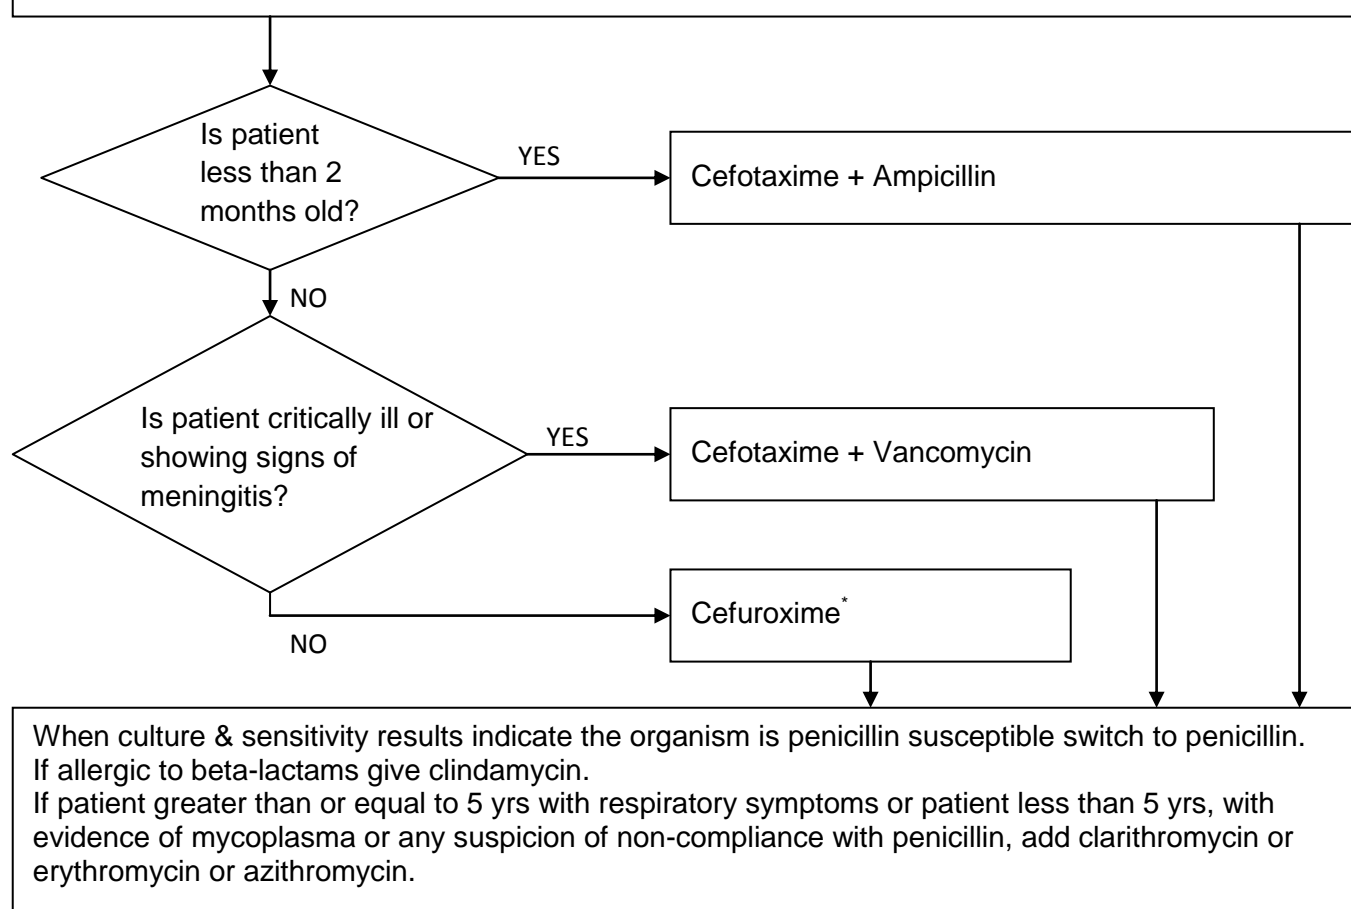 Is patient
less than 2
months old?
YES
Cefotaxime + Ampicillin
NO
Is patient critically ill or
showing signs of
meningitis?
YES
Cefotaxime + Vancomycin
NO
Cefuroxime*
When culture & sensitivity results indicate the organism is penicillin susceptible switch to penicillin.
If allergic to beta-lactams give clindamycin.
If patient greater than or equal to 5 yrs with respiratory symptoms or patient less than 5 yrs, with
evidence of mycoplasma or any suspicion of non-compliance with penicillin, add clarithromycin or
erythromycin or azithromycin.